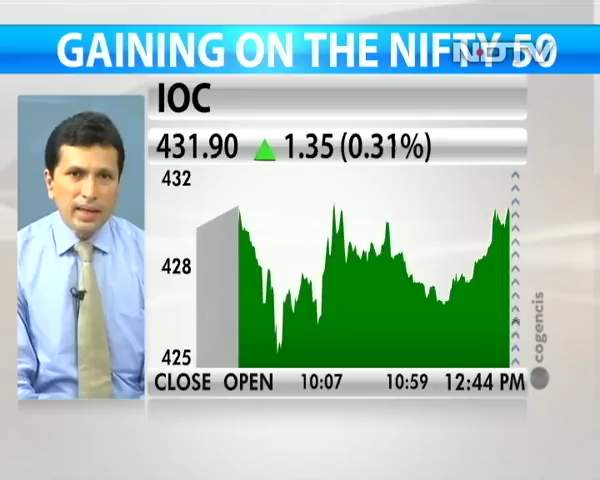 GAINING ON THE NIFTY 50
NDTV
IOC
431.90 ▲ 1.35 (0.31%)
432
428
425
CLOSE OPEN 10:07 10:59 12:44 PM
cogencis